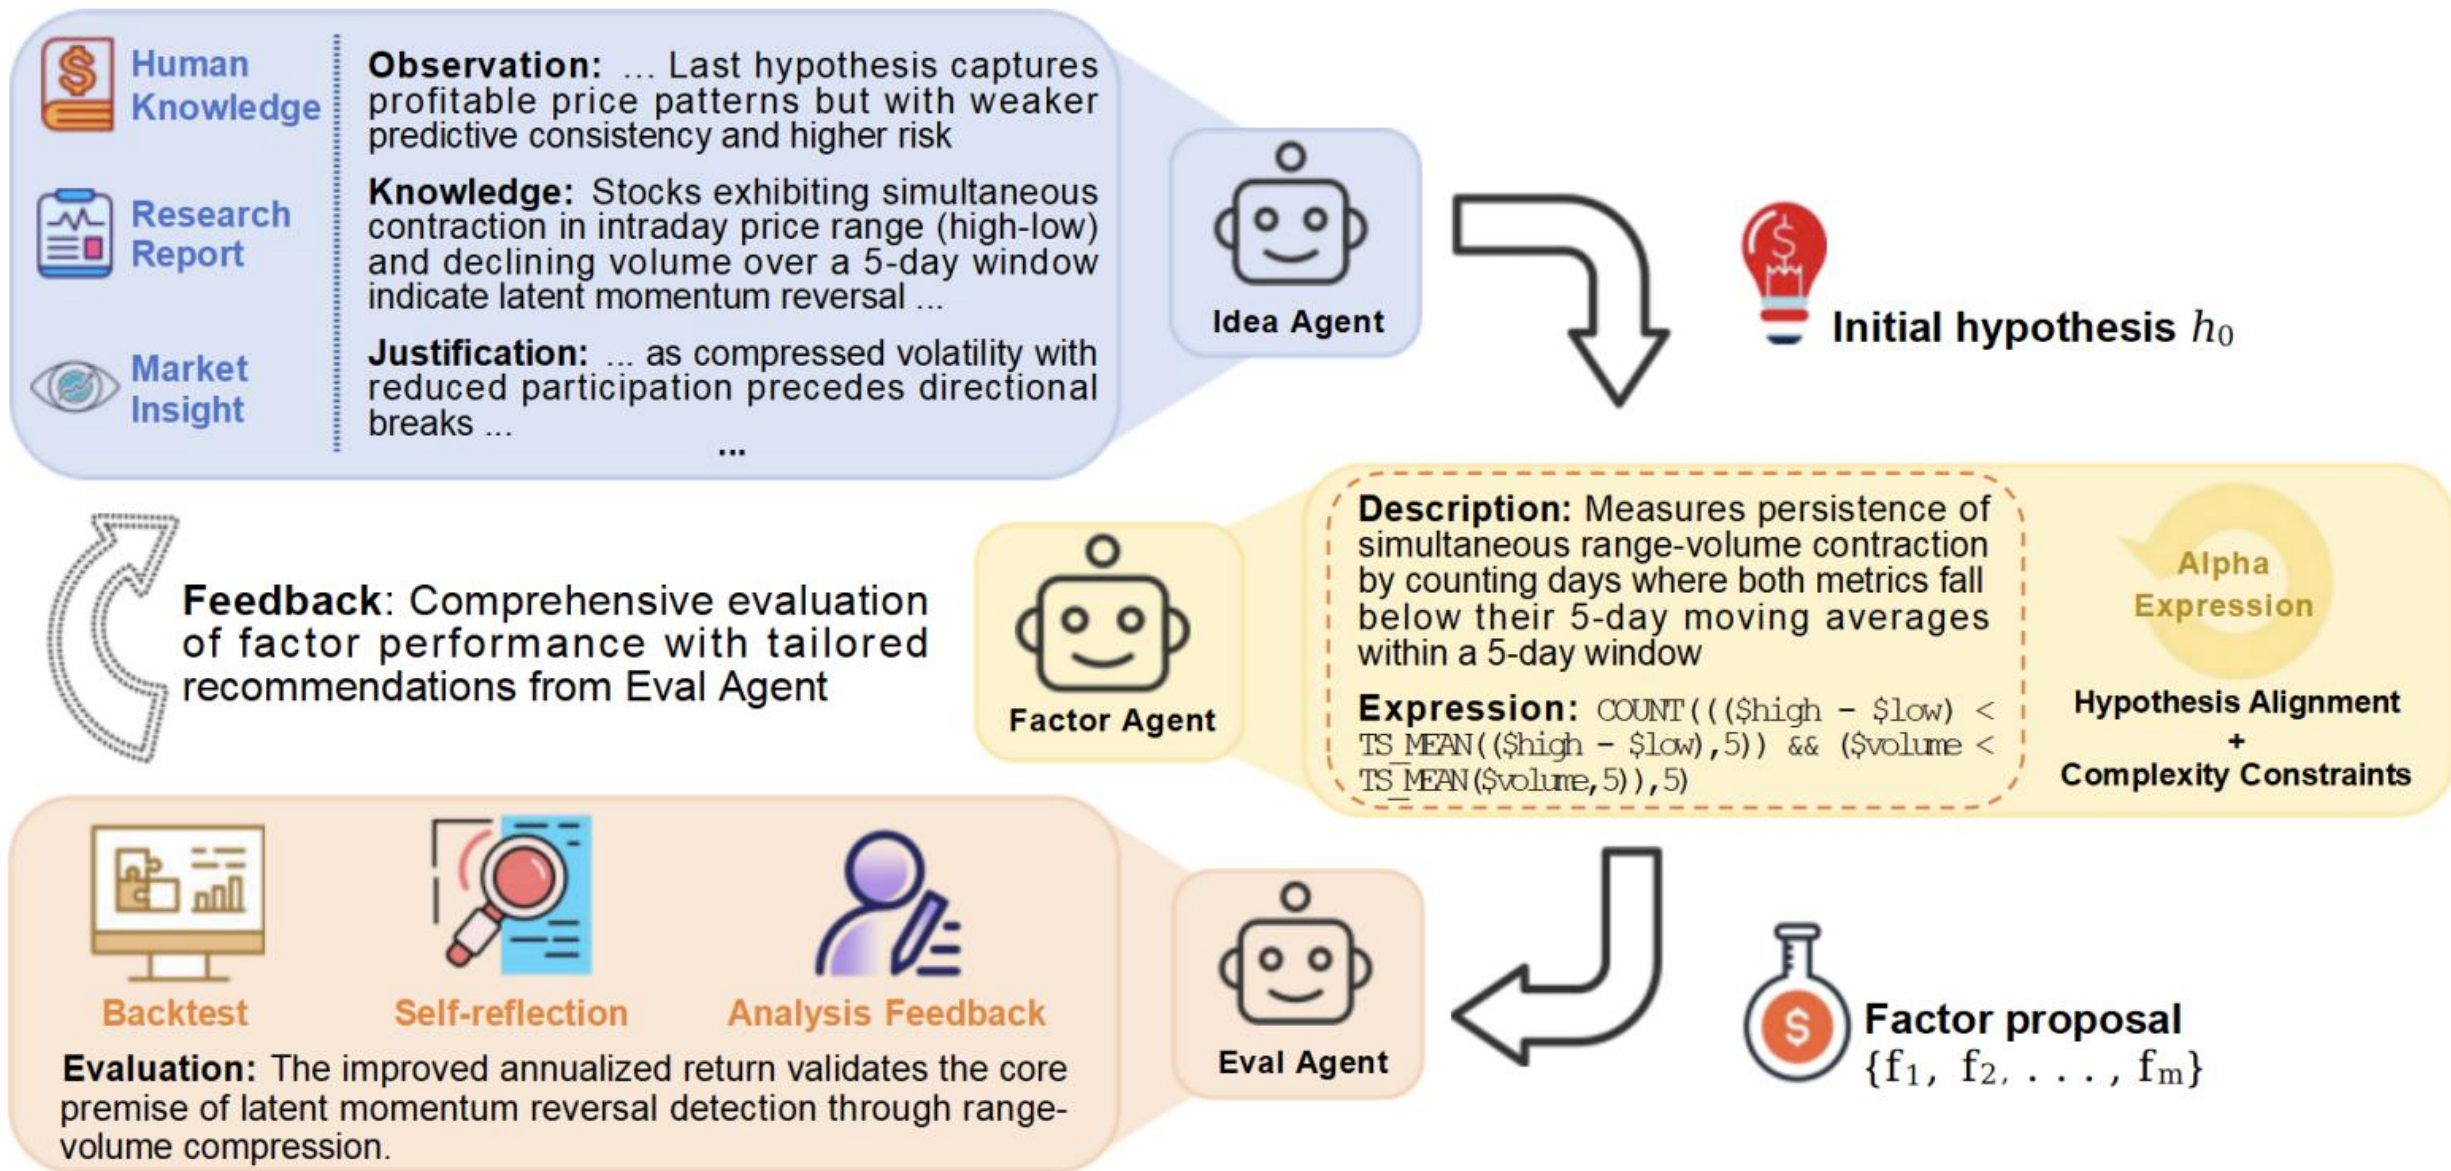 Human
Knowledge
Research
Report
Market
Insight
Observation: ... Last hypothesis captures
profitable price patterns but with weaker
predictive consistency and higher risk
Knowledge: Stocks exhibiting simultaneous
contraction in intraday price range (high-low)
and declining volume over a 5-day window
indicate latent momentum reversal ...
Justification: ... as compressed volatility with
reduced participation precedes directional
breaks ...
...
Idea Agent
Initial hypothesis h₀
Factor Agent
Description: Measures persistence of
simultaneous range-volume contraction
by counting days where both metrics fall
below their 5-day moving averages
within a 5-day window
Expression: COUNT((($high - $low) <
TS_MEAN(($high - $low),5)) && ($volume <
TS_MEAN($volume,5)),5)
Alpha
Expression
Hypothesis Alignment
+
Complexity Constraints
Feedback: Comprehensive evaluation
of factor performance with tailored
recommendations from Eval Agent
Backtest
Self-reflection
Analysis Feedback
Evaluation: The improved annualized return validates the core
premise of latent momentum reversal detection through range-
volume compression.
Eval Agent
Factor proposal
{f₁, f₂, . . . , fₘ}